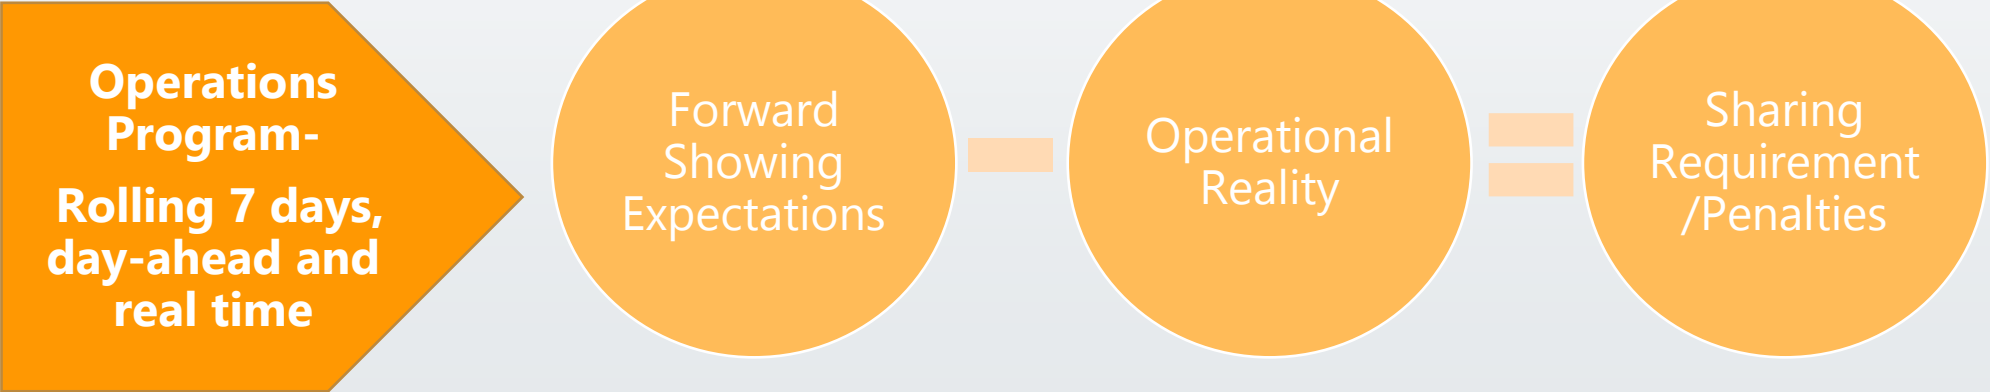 Operations
Program-
Rolling 7 days,
day-ahead and
real time
Forward
Showing
Expectations
Operational
Reality
Sharing
Requirement
/Penalties